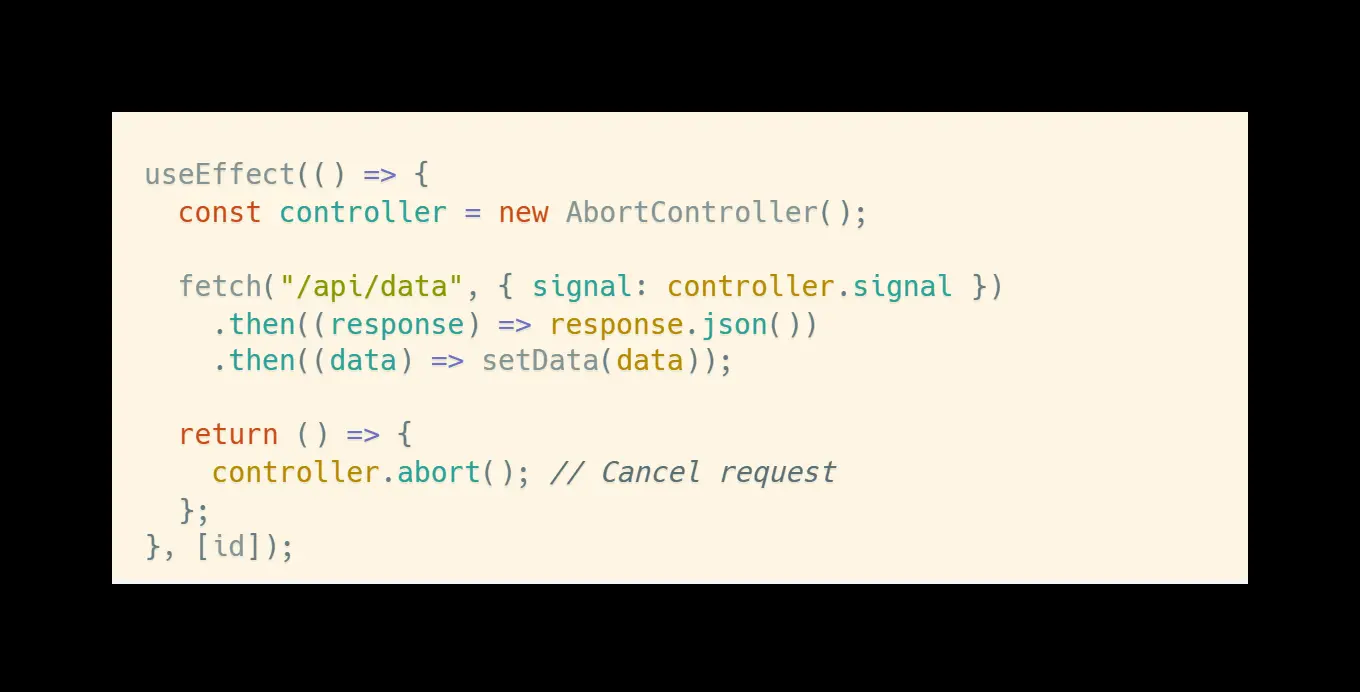 useEffect(() => {
  const controller = new AbortController();

  fetch("/api/data", { signal: controller.signal })
    .then((response) => response.json())
    .then((data) => setData(data));

  return () => {
    controller.abort(); // Cancel request
  };
}, [id]);